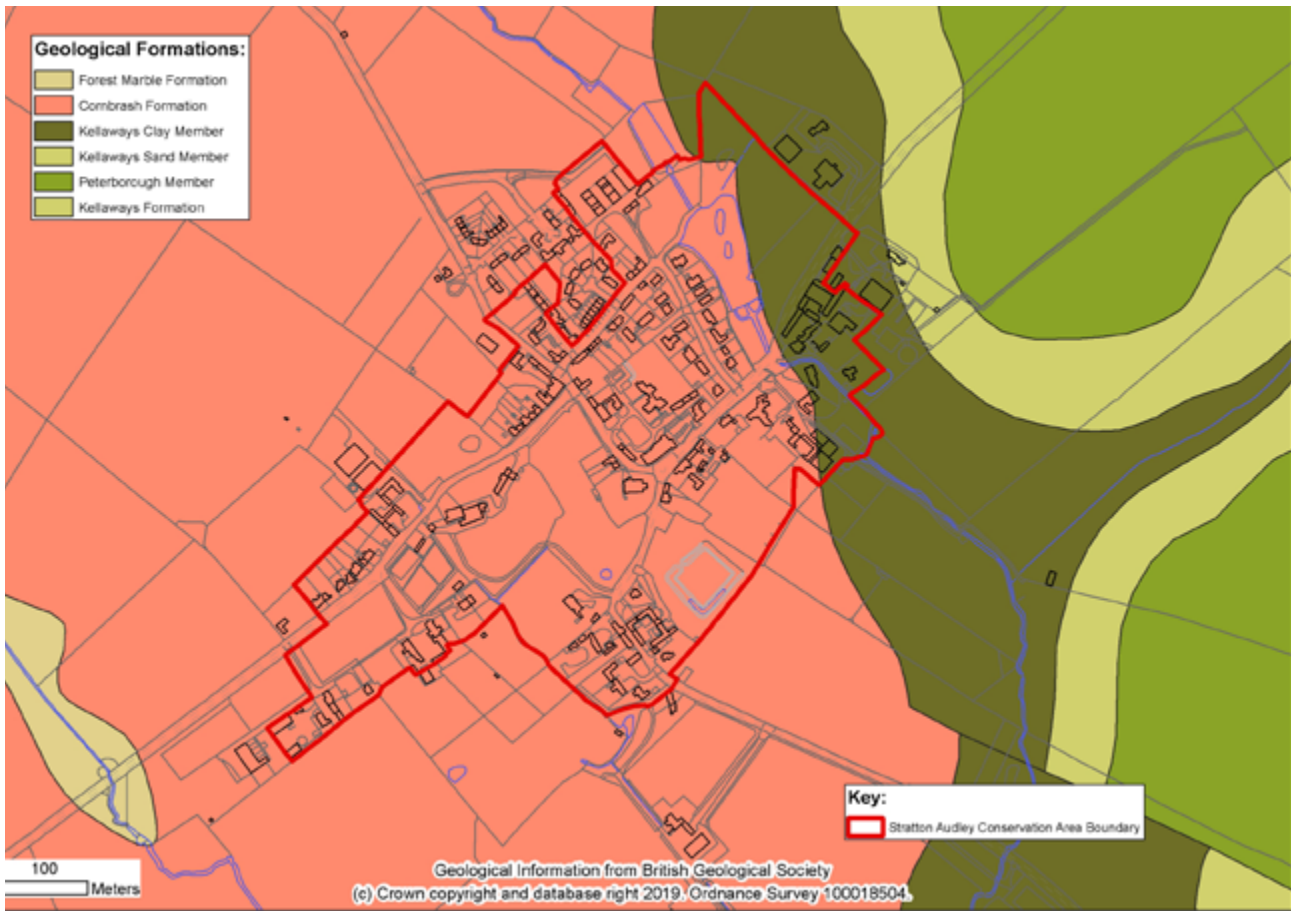 Geological Formations:
Forest Marble Formation
Cornbrash Formation
Kellaways Clay Member
Kellaways Sand Member
Peterborough Member
Kellaways Formation
Key:
Stratton Audley Conservation Area Boundary
100
Meters
Geological Information from British Geological Society
(c) Crown copyright and database right 2019. Ordnance Survey 100018504.